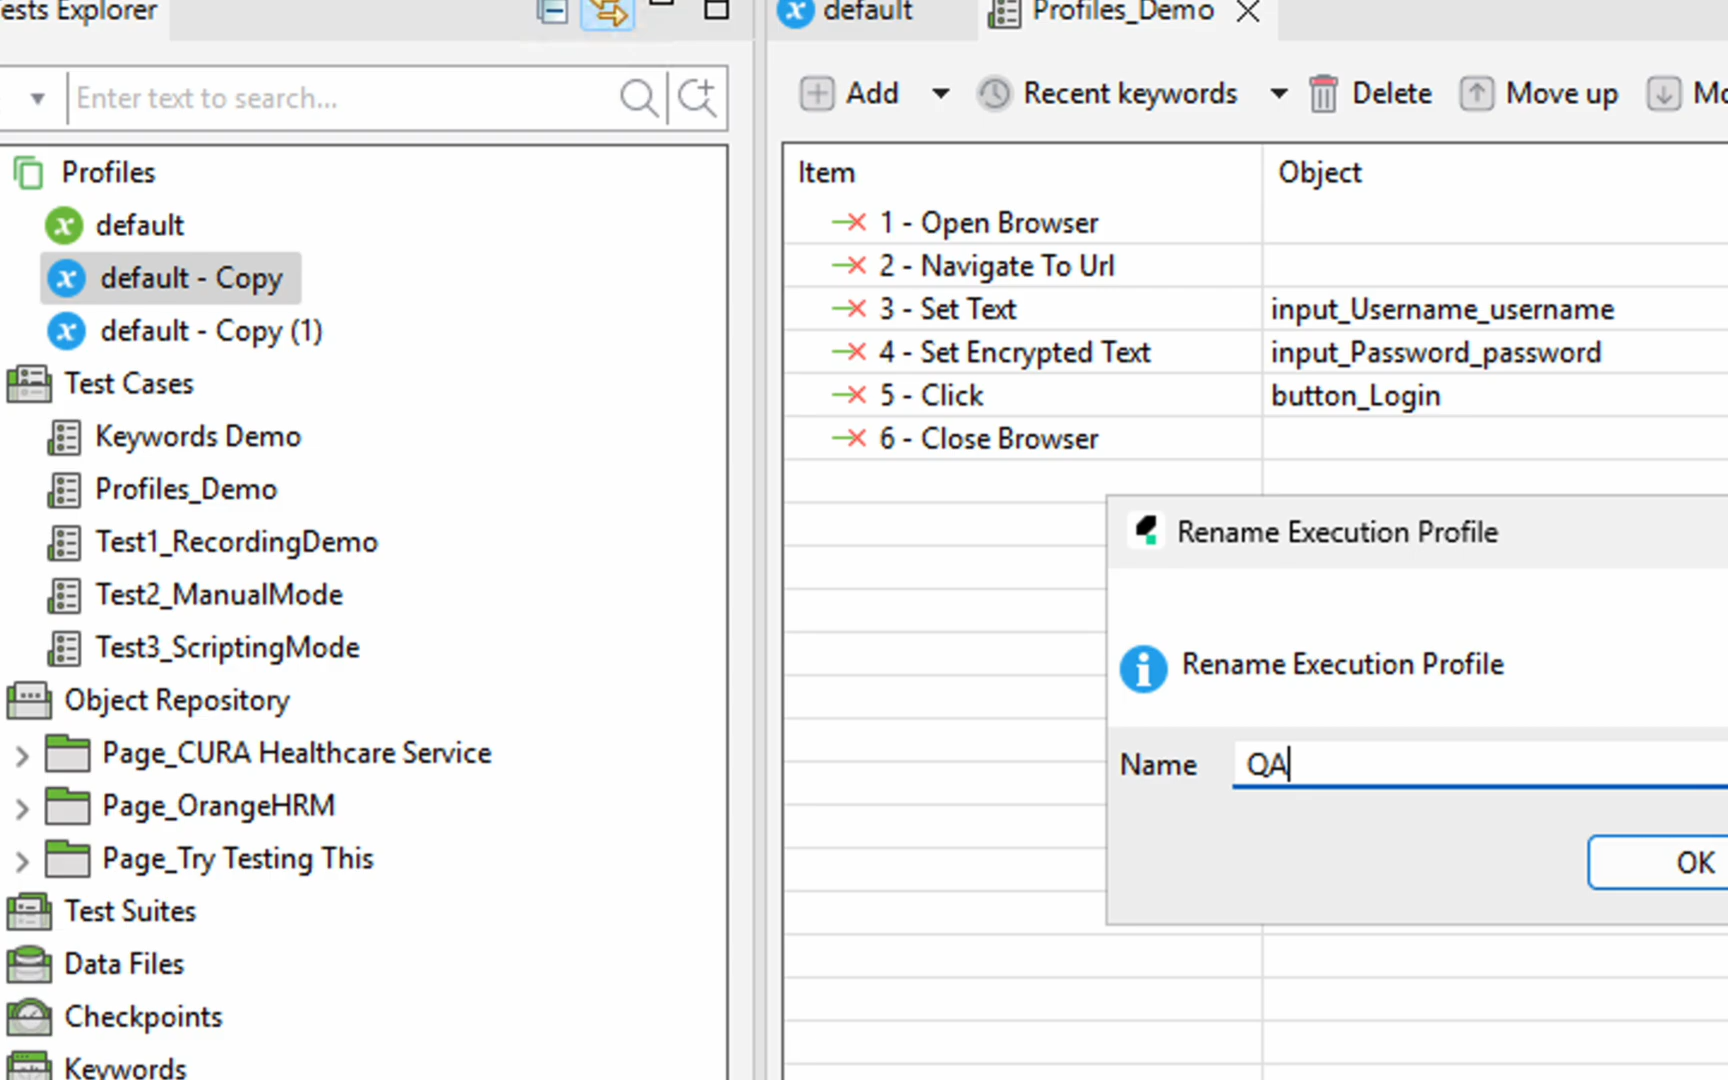 ests Explorer
Enter text to search...
Profiles
default
default - Copy
default - Copy (1)
Test Cases
Keywords Demo
Profiles_Demo
Test1_RecordingDemo
Test2_ManualMode
Test3_ScriptingMode
Object Repository
Page_CURA Healthcare Service
Page_OrangeHRM
Page_Try Testing This
Test Suites
Data Files
Checkpoints
Keywords
default
Profiles_Demo
Add
Recent keywords
Delete
Move up
Mo
Item
Object
1 - Open Browser
2 - Navigate To Url
3 - Set Text
input_Username_username
4 - Set Encrypted Text
input_Password_password
5 - Click
button_Login
6 - Close Browser
Rename Execution Profile
Rename Execution Profile
Name
QA
OK